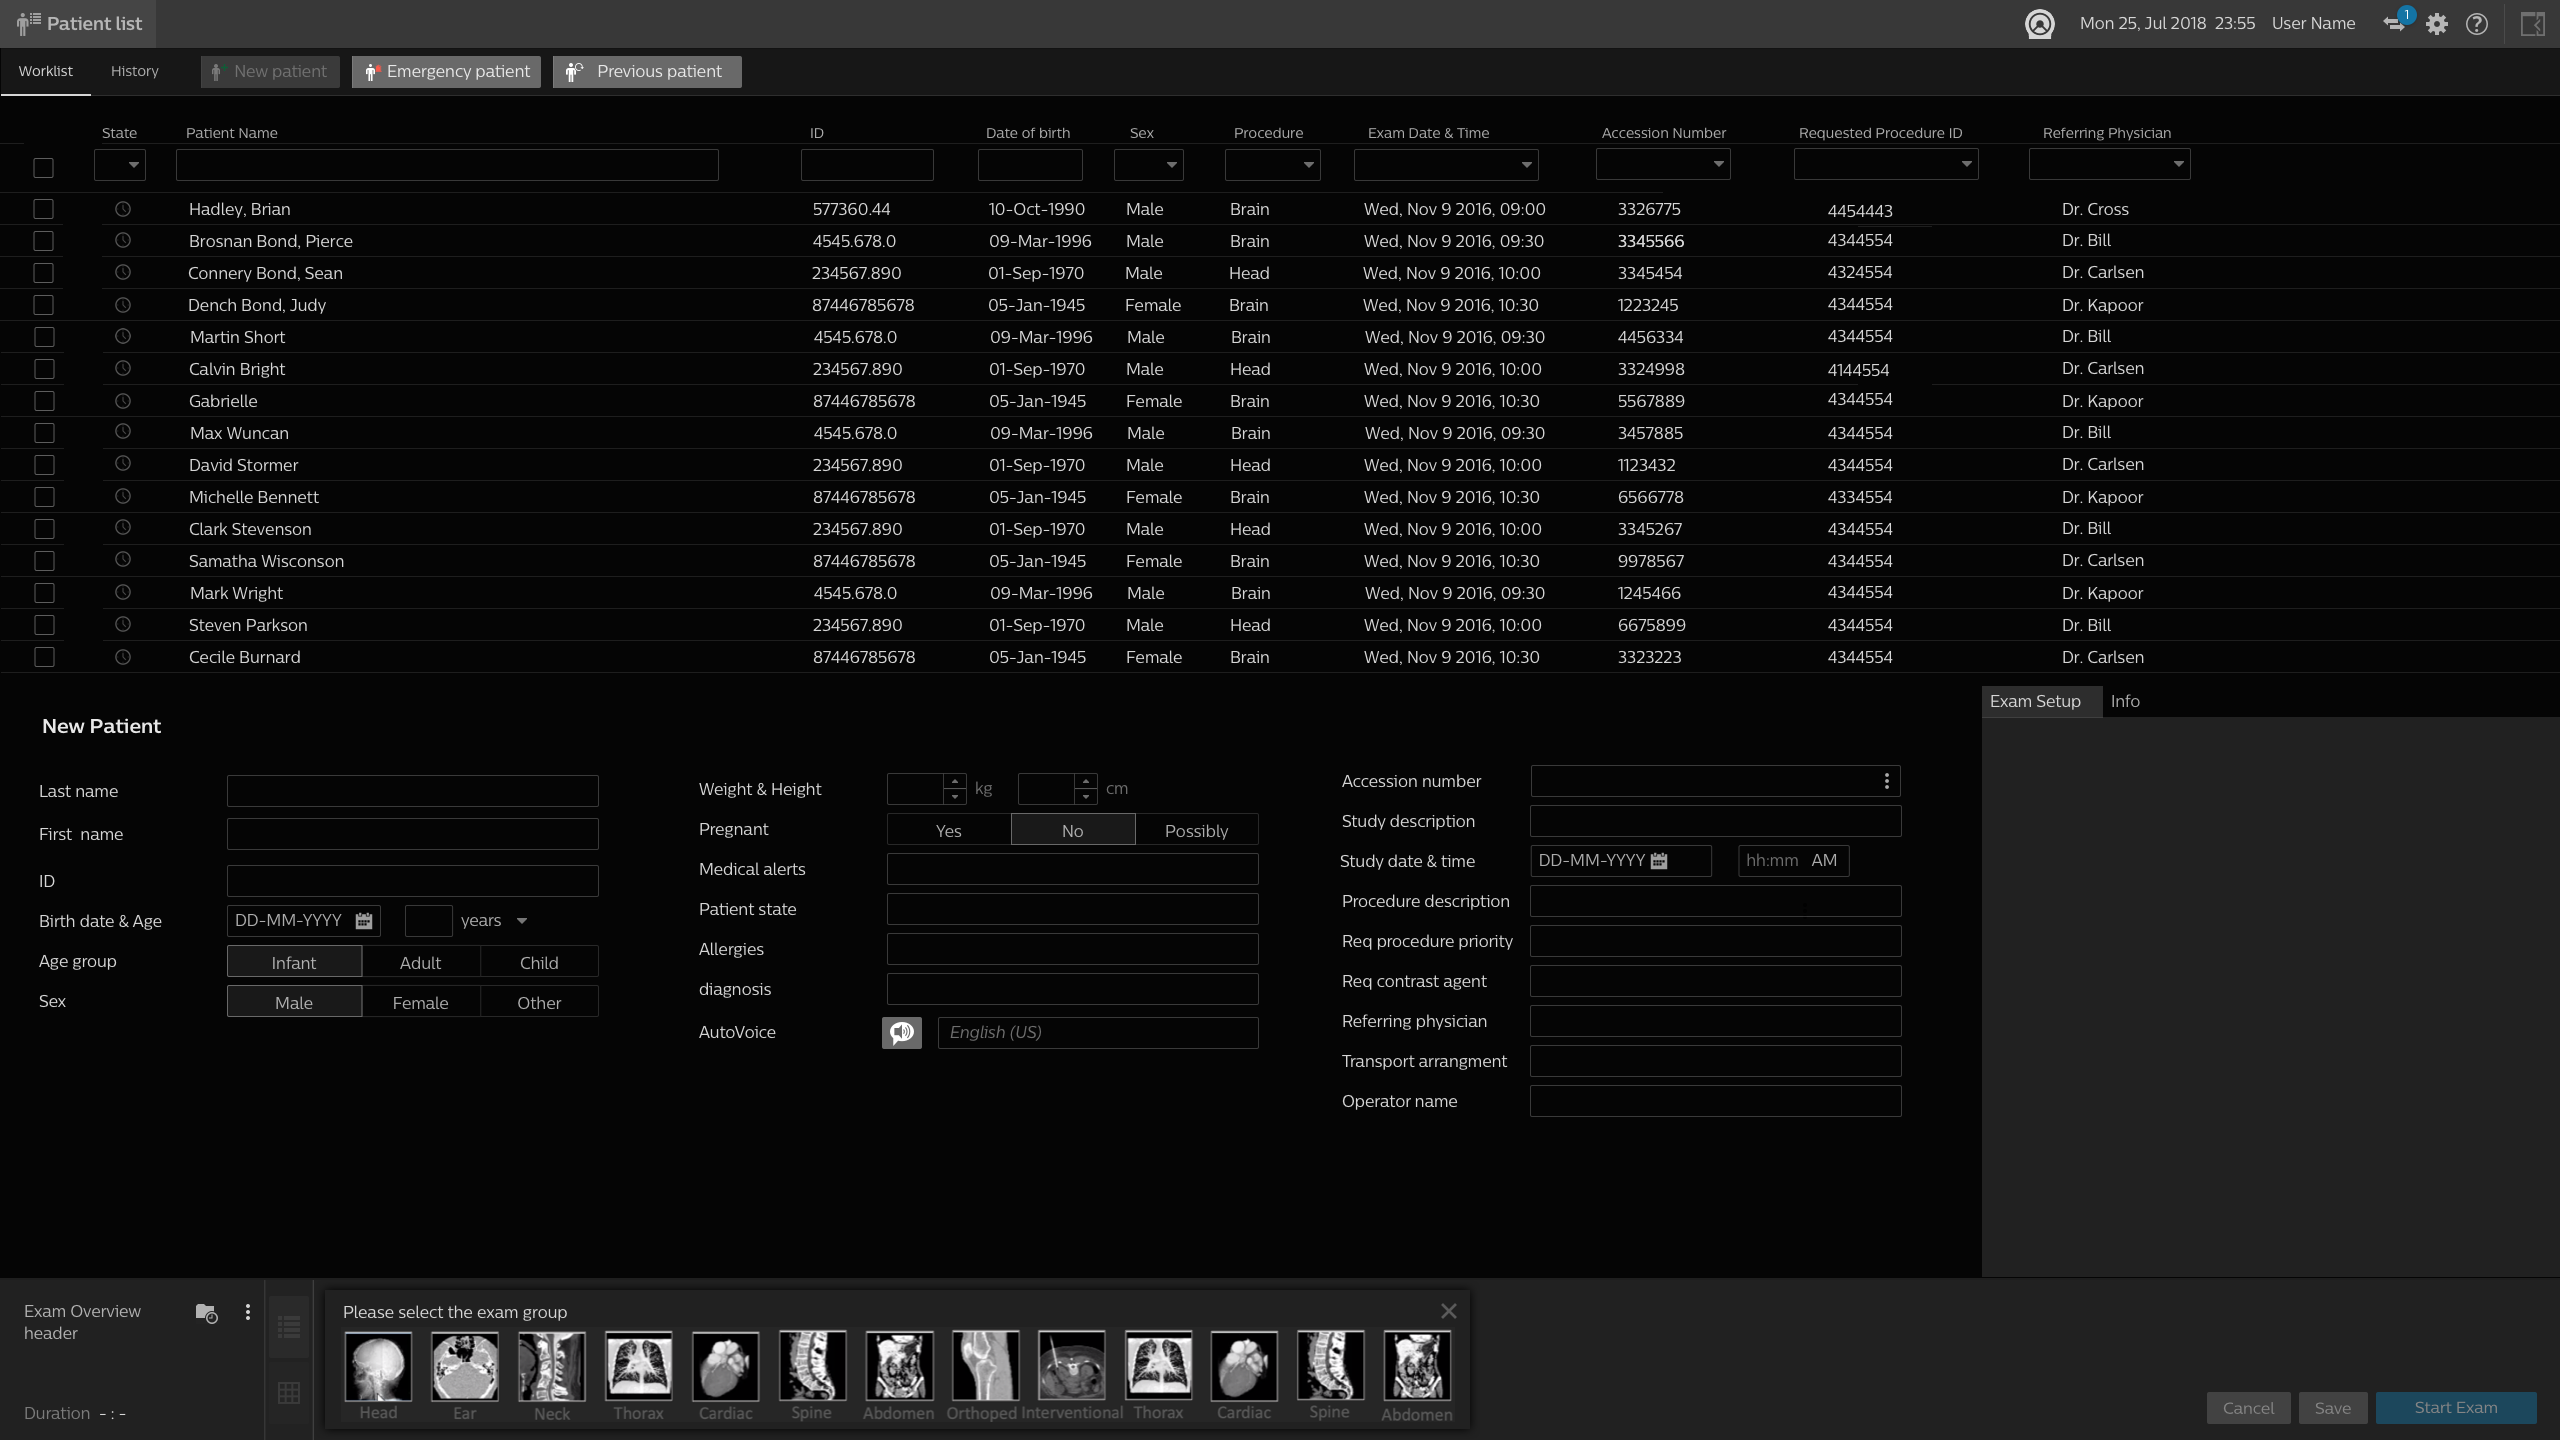 Patient list
Mon 25, Jul 2018 23:55 User Name 1
Worklist History New patient Emergency patient Previous patient
State Patient Name ID Date of birth Sex Procedure Exam Date & Time Accession Number Requested Procedure ID Referring Physician
Hadley, Brian 577360.44 10-Oct-1990 Male Brain Wed, Nov 9 2016, 09:00 3326775 4454443 Dr. Cross
Brosnan Bond, Pierce 4545.678.0 09-Mar-1996 Male Brain Wed, Nov 9 2016, 09:30 3345566 4344554 Dr. Bill
Connery Bond, Sean 234567.890 01-Sep-1970 Male Head Wed, Nov 9 2016, 10:00 3345454 4324554 Dr. Carlsen
Dench Bond, Judy 87446785678 05-Jan-1945 Female Brain Wed, Nov 9 2016, 10:30 1223245 4344554 Dr. Kapoor
Martin Short 4545.678.0 09-Mar-1996 Male Brain Wed, Nov 9 2016, 09:30 4456334 4344554 Dr. Bill
Calvin Bright 234567.890 01-Sep-1970 Male Head Wed, Nov 9 2016, 10:00 3324998 4144554 Dr. Carlsen
Gabrielle 87446785678 05-Jan-1945 Female Brain Wed, Nov 9 2016, 10:30 5567889 4344554 Dr. Kapoor
Max Wuncan 4545.678.0 09-Mar-1996 Male Brain Wed, Nov 9 2016, 09:30 3457885 4344554 Dr. Bill
David Stormer 234567.890 01-Sep-1970 Male Head Wed, Nov 9 2016, 10:00 1123432 4344554 Dr. Carlsen
Michelle Bennett 87446785678 05-Jan-1945 Female Brain Wed, Nov 9 2016, 10:30 6566778 4334554 Dr. Kapoor
Clark Stevenson 234567.890 01-Sep-1970 Male Head Wed, Nov 9 2016, 10:00 3345267 4344554 Dr. Bill
Samatha Wisconson 87446785678 05-Jan-1945 Female Brain Wed, Nov 9 2016, 10:30 9978567 4344554 Dr. Carlsen
Mark Wright 4545.678.0 09-Mar-1996 Male Brain Wed, Nov 9 2016, 09:30 1245466 4344554 Dr. Kapoor
Steven Parkson 234567.890 01-Sep-1970 Male Head Wed, Nov 9 2016, 10:00 6675899 4344554 Dr. Bill
Cecile Burnard 87446785678 05-Jan-1945 Female Brain Wed, Nov 9 2016, 10:30 3323223 4344554 Dr. Carlsen
New Patient
Last name
First name
ID
Birth date & Age DD-MM-YYYY years
Age group Infant Adult Child
Sex Male Female Other
Weight & Height kg cm
Pregnant Yes No Possibly
Medical alerts
Patient state
Allergies
diagnosis
AutoVoice English (US)
Accession number
Study description
Study date & time DD-MM-YYYY hh:mm AM
Procedure description
Req procedure priority
Req contrast agent
Referring physician
Transport arrangment
Operator name
Exam Setup Info
Exam Overview
header
Duration - : -
Please select the exam group
Head Ear Neck Thorax Cardiac Spine Abdomen Orthoped Interventional Thorax Cardiac Spine Abdomen
Cancel Save Start Exam